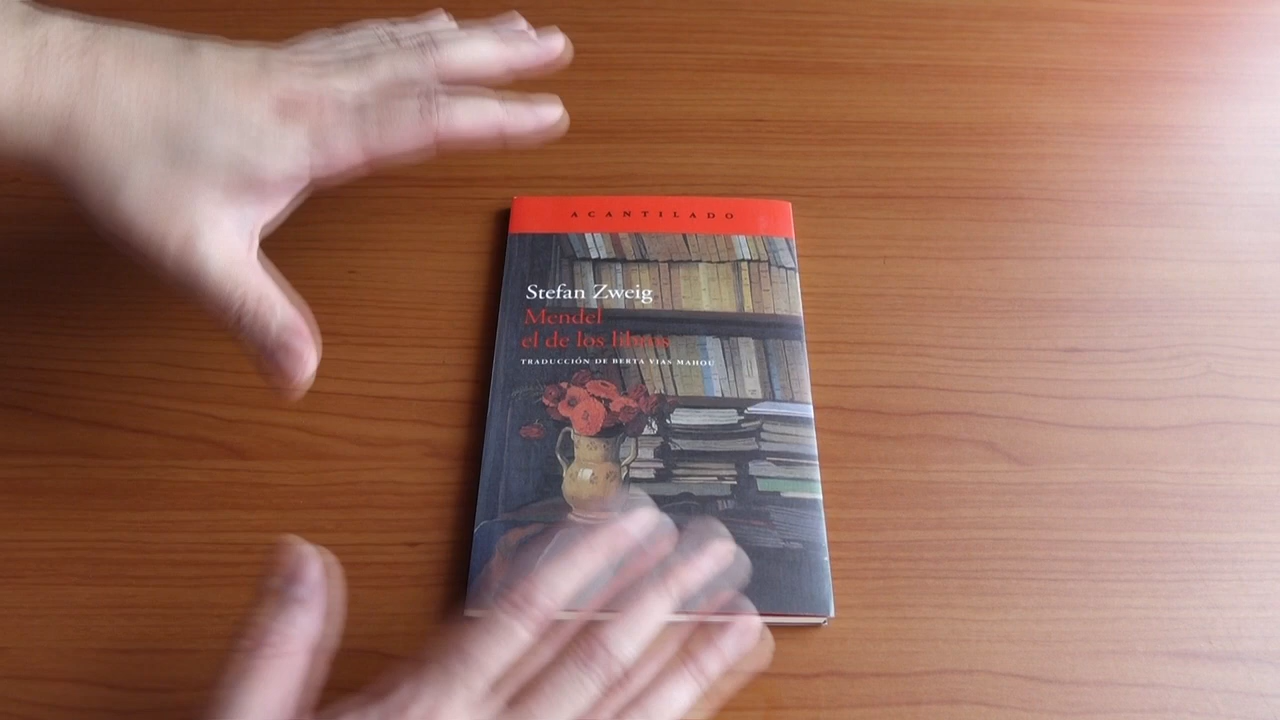 ACANTILADO
Stefan Zweig
Mendel
el de los libros
TRADUCCIÓN DE BERTA VIAS MAHOU